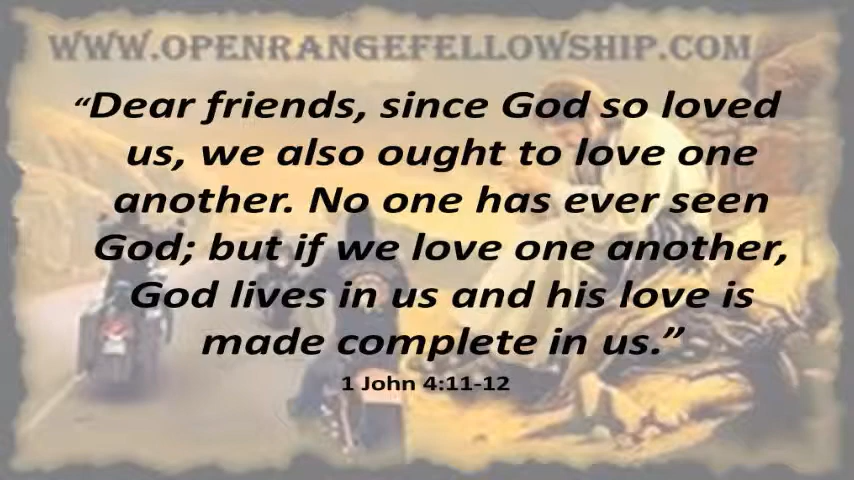 WWW.OPENRANGEFELLOWSHIP.COM
“Dear friends, since God so loved
us, we also ought to love one
another. No one has ever seen
God; but if we love one another,
God lives in us and his love is
made complete in us.”
1 John 4:11-12